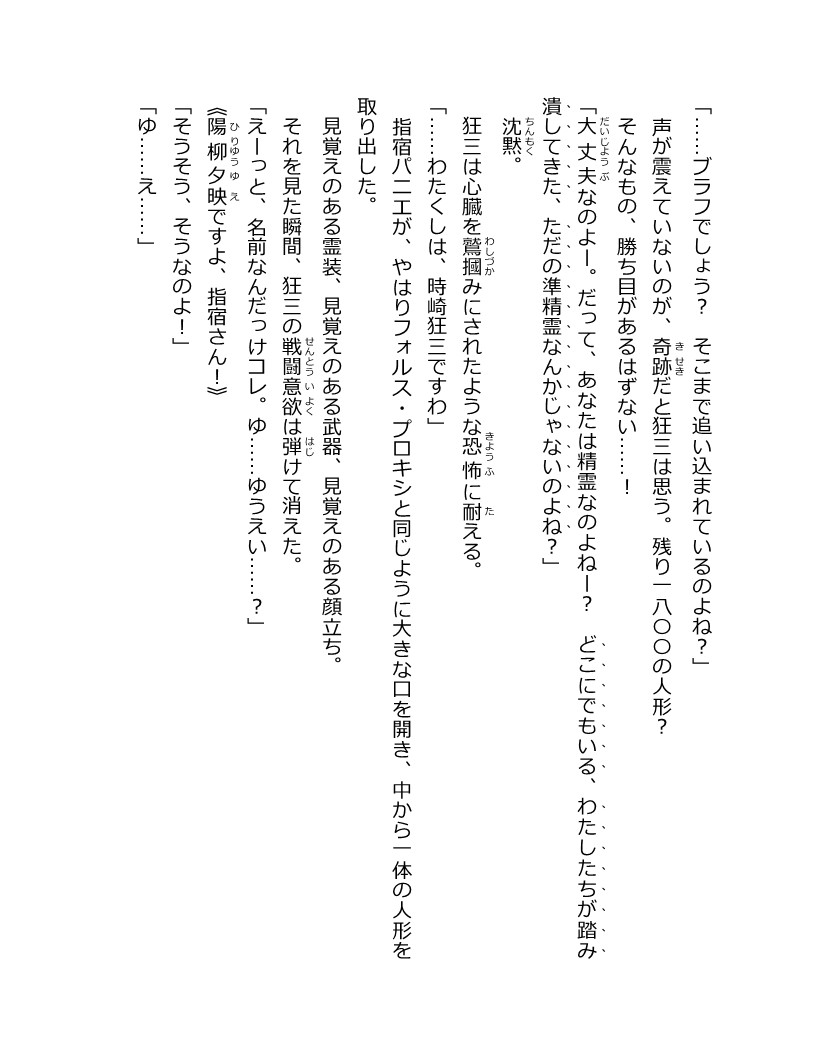 「……ブラフでしょう？　そこまで追い込まれているのよね？」
声が震えていないのが、奇跡だと狂三は思う。残り一八〇〇の人形？
そんなもの、勝ち目があるはずない……！
「大丈夫なのよー。だって、あなたは精霊なのよねー？　どこにでもいる、わたしたちが踏み
潰してきた、ただの準精霊なんかじゃないのよね？」
沈黙。
狂三は心臓を鷲摑みにされたような恐怖に耐える。
「……わたくしは、時崎狂三ですわ」
指宿パニエが、やはりフォルス・プロキシと同じように大きな口を開き、中から一体の人形を
取り出した。
見覚えのある霊装、見覚えのある武器、見覚えのある顔立ち。
それを見た瞬間、狂三の戦闘意欲は弾けて消えた。
「えーっと、名前なんだっけコレ。ゆ……ゆうえい……？」
《陽柳夕映ですよ、指宿さん！》
「そうそう、そうなのよ！」
「ゆ……え……」